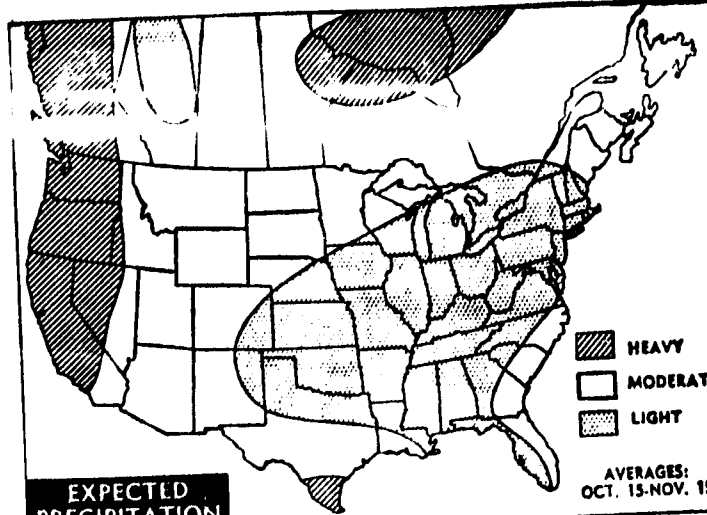 HEAVY
MODERAT
LIGHT
AVERAGES:
OCT. 15-NOV. 15
EXPECTED
PRECIPITATION